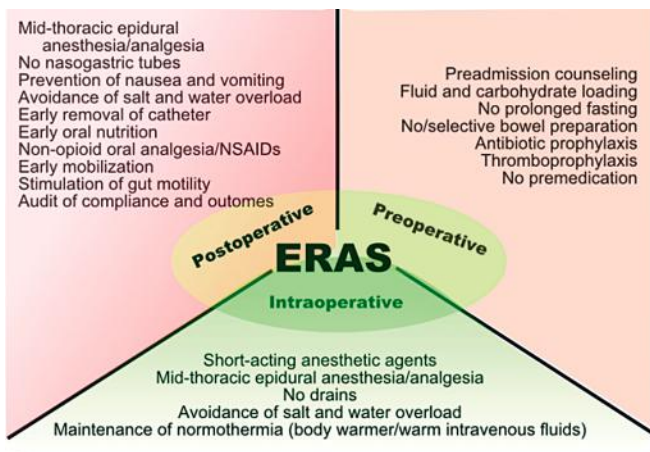 Mid-thoracic epidural
anesthesia/analgesia
No nasogastric tubes
Prevention of nausea and vomiting
Avoidance of salt and water overload
Early removal of catheter
Early oral nutrition
Non-opioid oral analgesia/NSAIDs
Early mobilization
Stimulation of gut motility
Audit of compliance and outcomes
Preadmission counseling
Fluid and carbohydrate loading
No prolonged fasting
No/selective bowel preparation
Antibiotic prophylaxis
Thromboprophylaxis
No premedication
Postoperative
Preoperative
ERAS
Intraoperative
Short-acting anesthetic agents
Mid-thoracic epidural anesthesia/analgesia
No drains
Avoidance of salt and water overload
Maintenance of normothermia (body warmer/warm intravenous fluids)